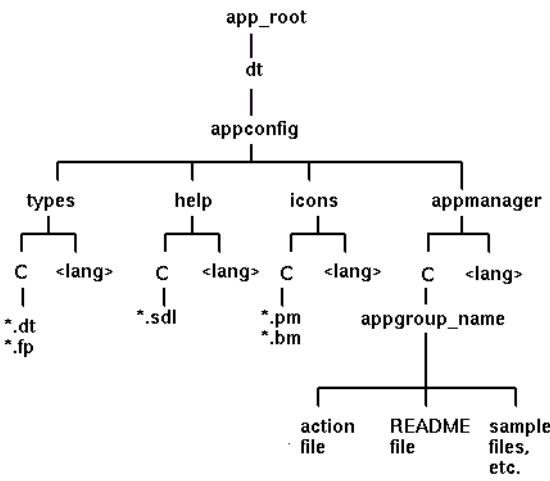 app_root
dt
appconfig
types help icons appmanager
C <lang> C <lang> C <lang> C <lang>
*.dt *.sdl *.pm appgroup_name
*.fp *.bm
action README sample
file file files,
etc.